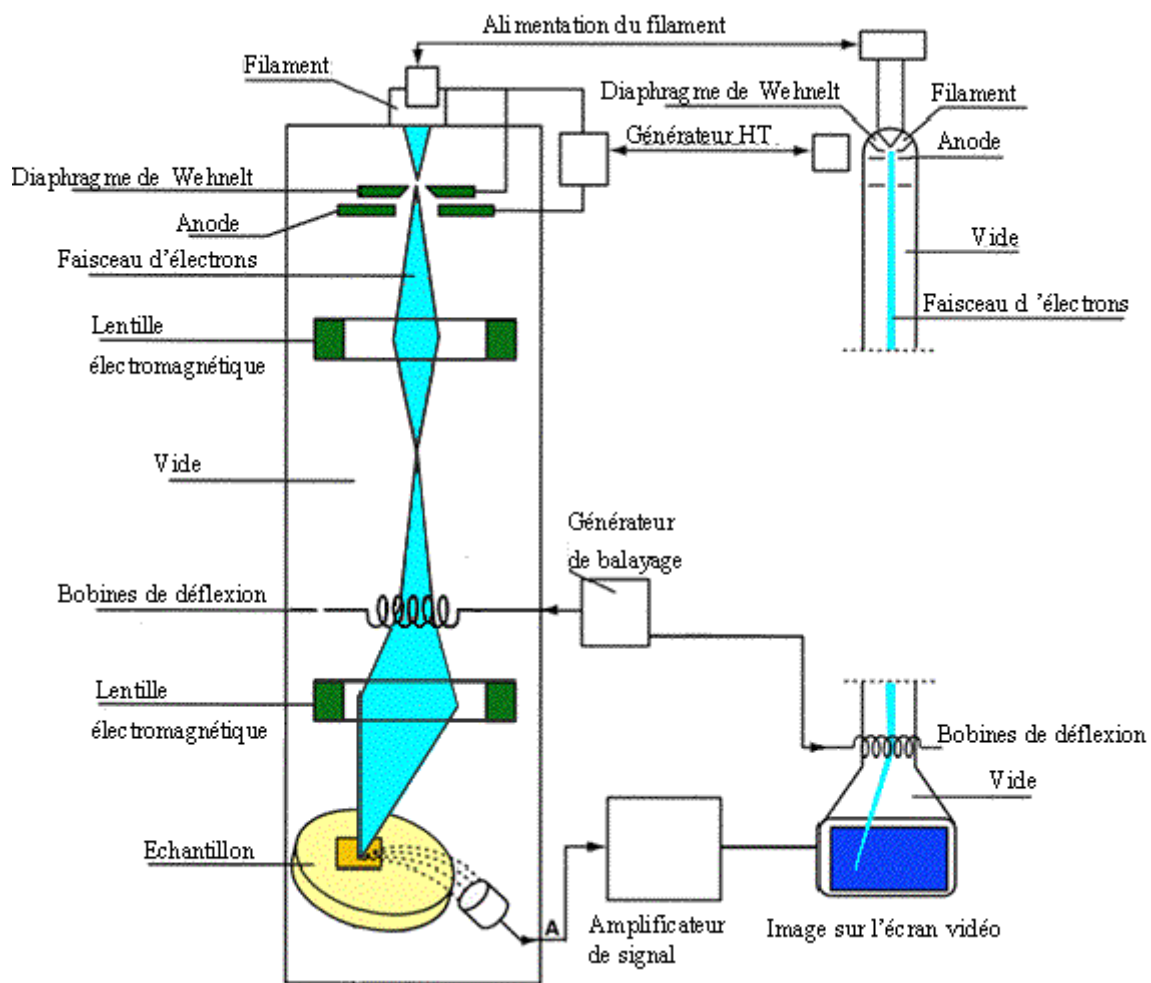 Alimentation du filament
Filament
Diaphragme de Wehnelt
Filament
Anode
Générateur HT
Diaphragme de Wehnelt
Anode
Vide
Faisceau d'électrons
Faisceau d 'électrons
Lentille
électromagnétique
Vide
Générateur
de balayage
Bobines de déflexion
Lentille
électromagnétique
Bobines de déflexion
Vide
Echantillon
A
Amplificateur
de signal
Image sur l'écran vidéo